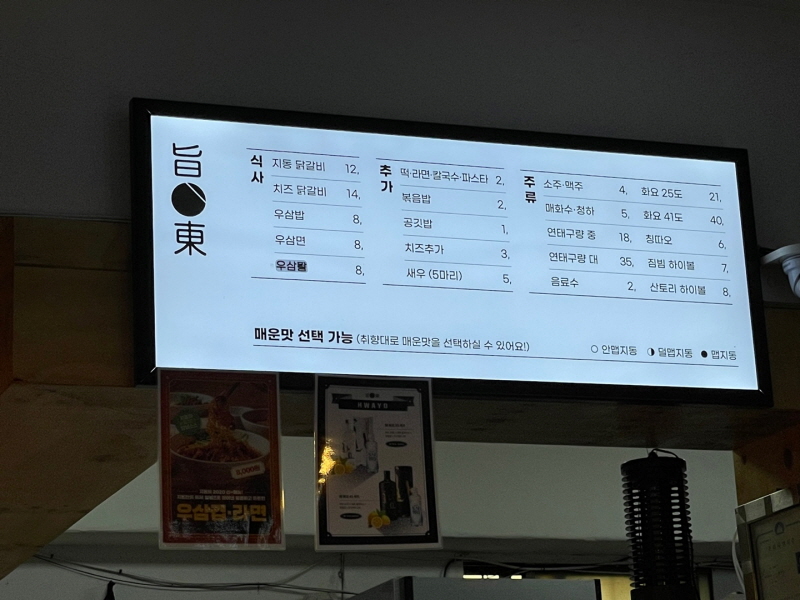 旨
東
식사
지동 닭갈비 12,
치즈 닭갈비 14,
우삼밥 8,
우삼면 8,
8,
추가
떡·라면·칼국수·파스타 2,
볶음밥 2,
공깃밥 1,
치즈추가 3,
새우 (5마리) 5,
주류
소주·맥주 4,
매화수·청하 5,
연태구량 중 18,
연태구량 대 35,
음료수 2,
화요 25도 21,
화요 41도 40,
칭따오 6,
짐빔 하이볼 7,
산토리 하이볼 8,
매운맛 선택 가능 (취향대로 매운맛을 선택하실 수 있어요!)
안맵지동 덜맵지동 맵지동
우삼겹·라면
HWAYO